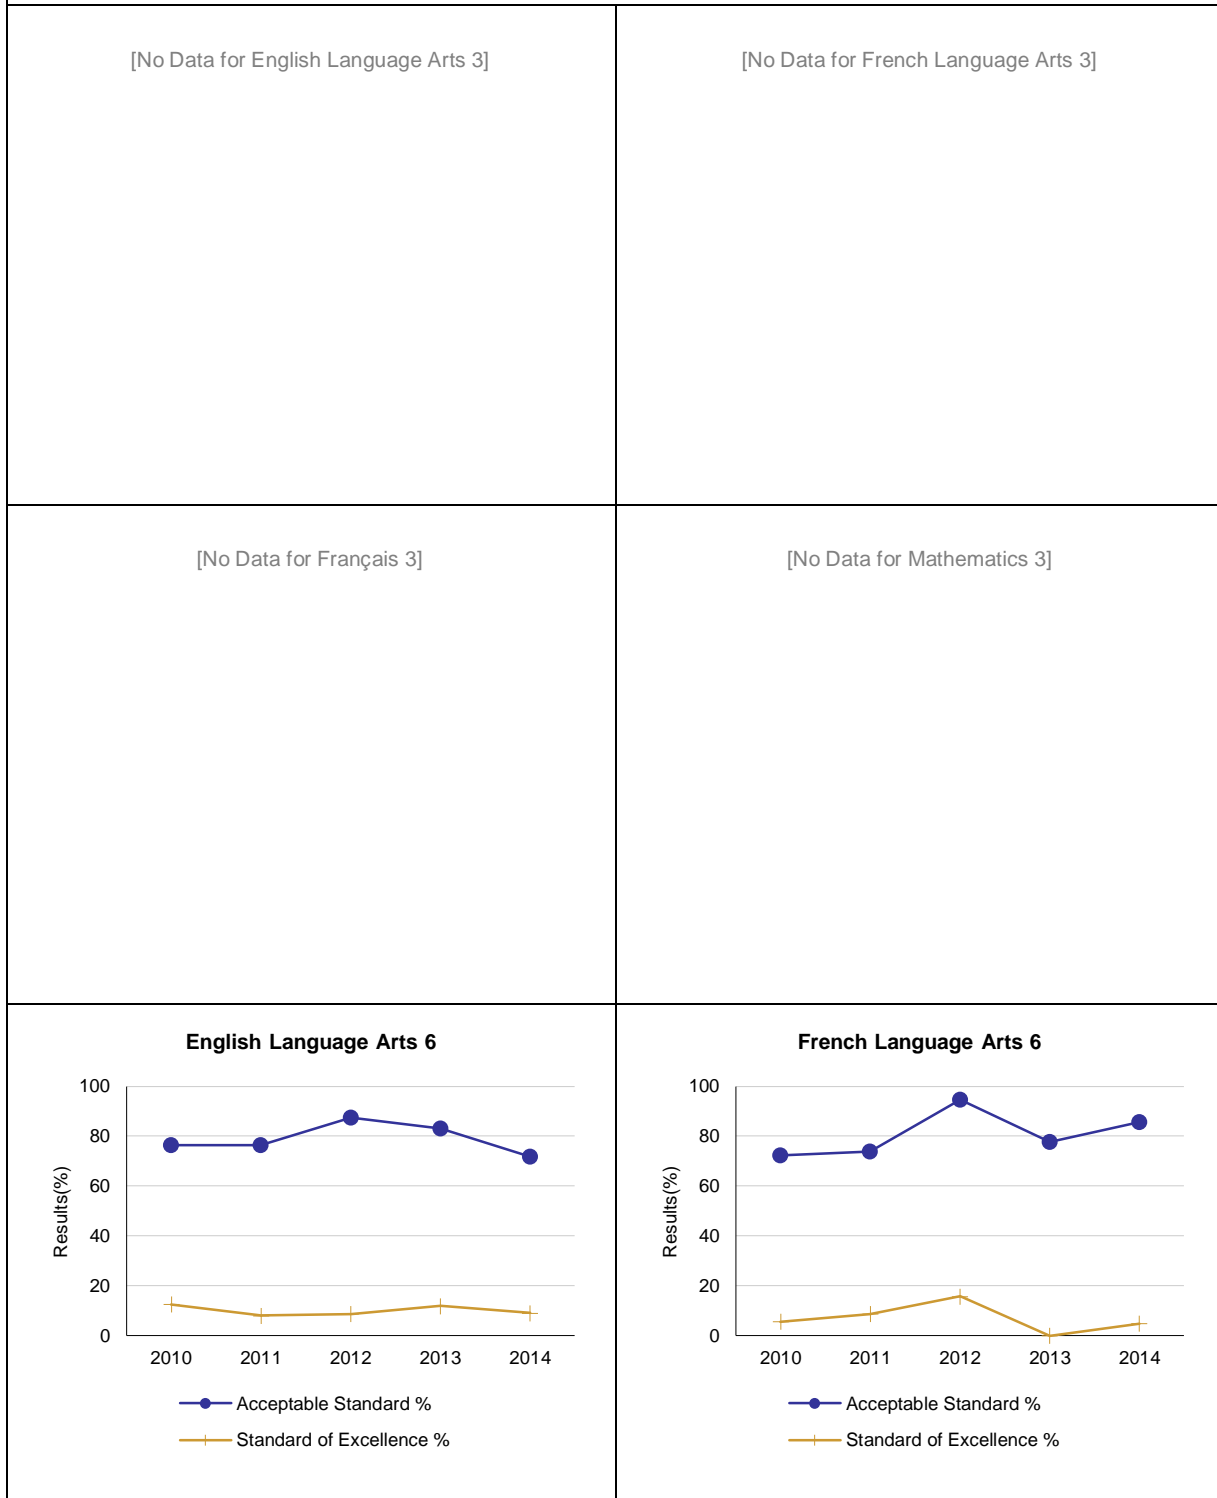 [No Data for English Language Arts 3]
[No Data for French Language Arts 3]
[No Data for Français 3]
[No Data for Mathematics 3]
English Language Arts 6
100
80
60
40
20
0
Results(%)
2010 2011 2012 2013 2014
Acceptable Standard %
Standard of Excellence %
French Language Arts 6
100
80
60
40
20
0
Results(%)
2010 2011 2012 2013 2014
Acceptable Standard %
Standard of Excellence %